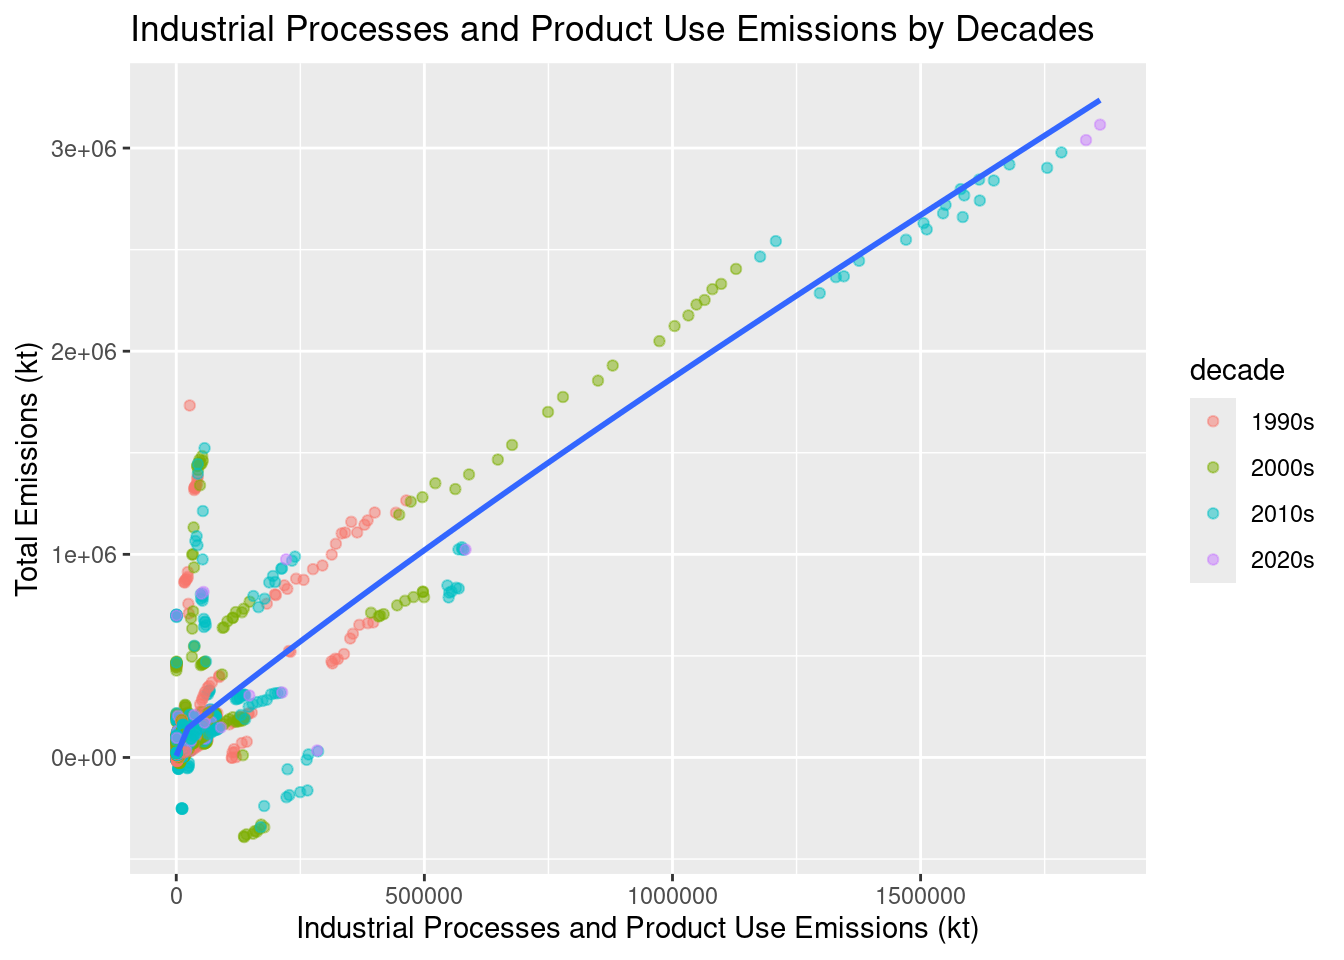 Industrial Processes and Product Use Emissions by Decades
Total Emissions (kt)
3e+06
2e+06
1e+06
0e+00
0
500000
1000000
1500000
Industrial Processes and Product Use Emissions (kt)
decade
1990s
2000s
2010s
2020s